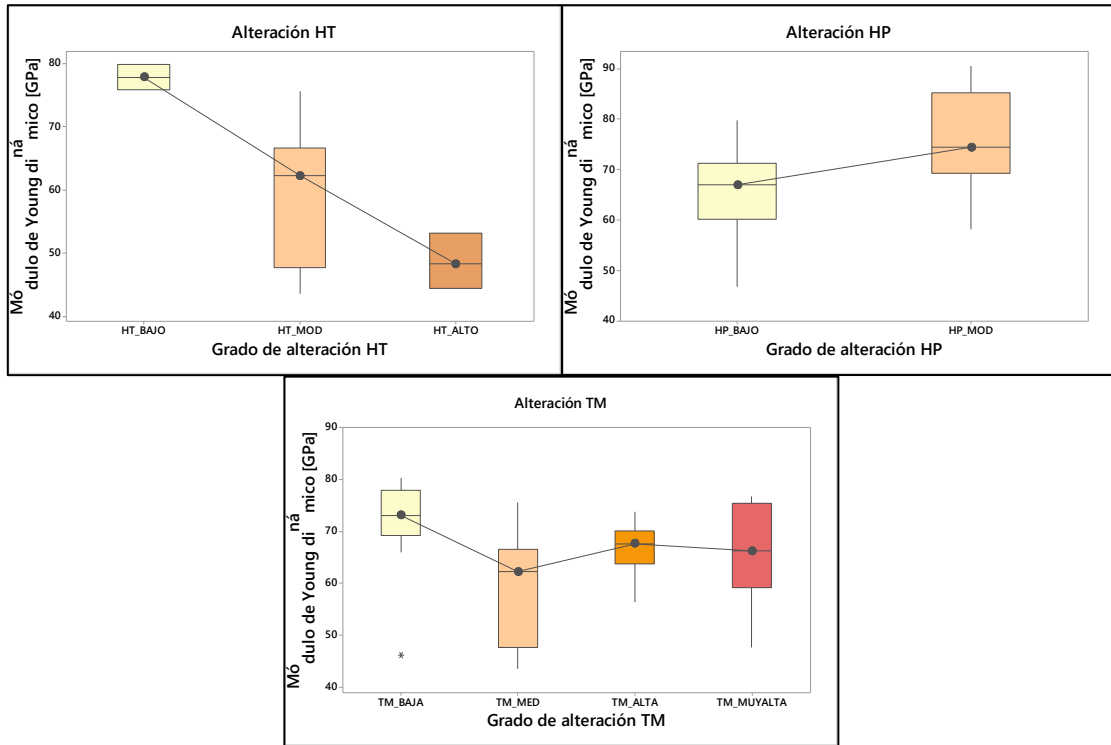 Alteración HT
Módulo de Young dinámico [GPa]
80
70
60
50
40
HT_BAJO HT_MOD HT_ALTO
Grado de alteración HT
Alteración HP
Módulo de Young dinámico [GPa]
90
80
70
60
50
40
HP_BAJO HP_MOD
Grado de alteración HP
Alteración TM
Módulo de Young dinámico [GPa]
90
80
70
60
50
40
*
TM_BAJA TM_MED TM_ALTA TM_MUYALTA
Grado de alteración TM